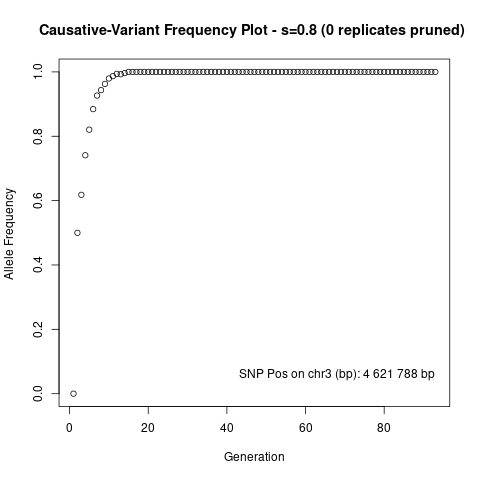 Causative-Variant Frequency Plot - s=0.8 (0 replicates pruned)
Allele Frequency
1.0
0.8
0.6
0.4
0.2
0.0
SNP Pos on chr3 (bp): 4 621 788 bp
0 20 40 60 80
Generation